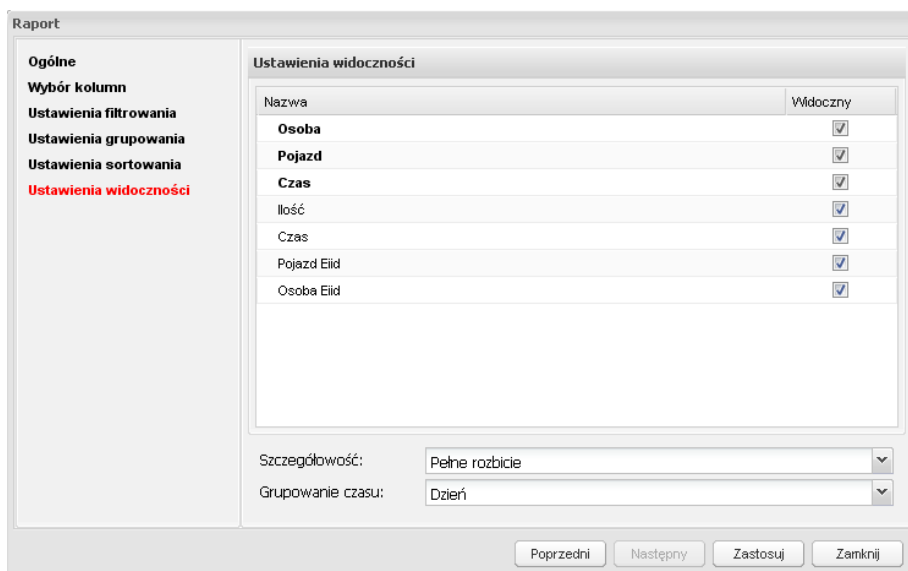 Raport
Ogólne
Wybór kolumn
Ustawienia filtrowania
Ustawienia grupowania
Ustawienia sortowania
Ustawienia widoczności
Ustawienia widoczności
Nazwa Widoczny
Osoba
Pojazd
Czas
Ilość
Czas
Pojazd Eiid
Osoba Eiid
Szczegółowość: Pełne rozbicie
Grupowanie czasu: Dzień
Poprzedni Następny Zastosuj Zamknij